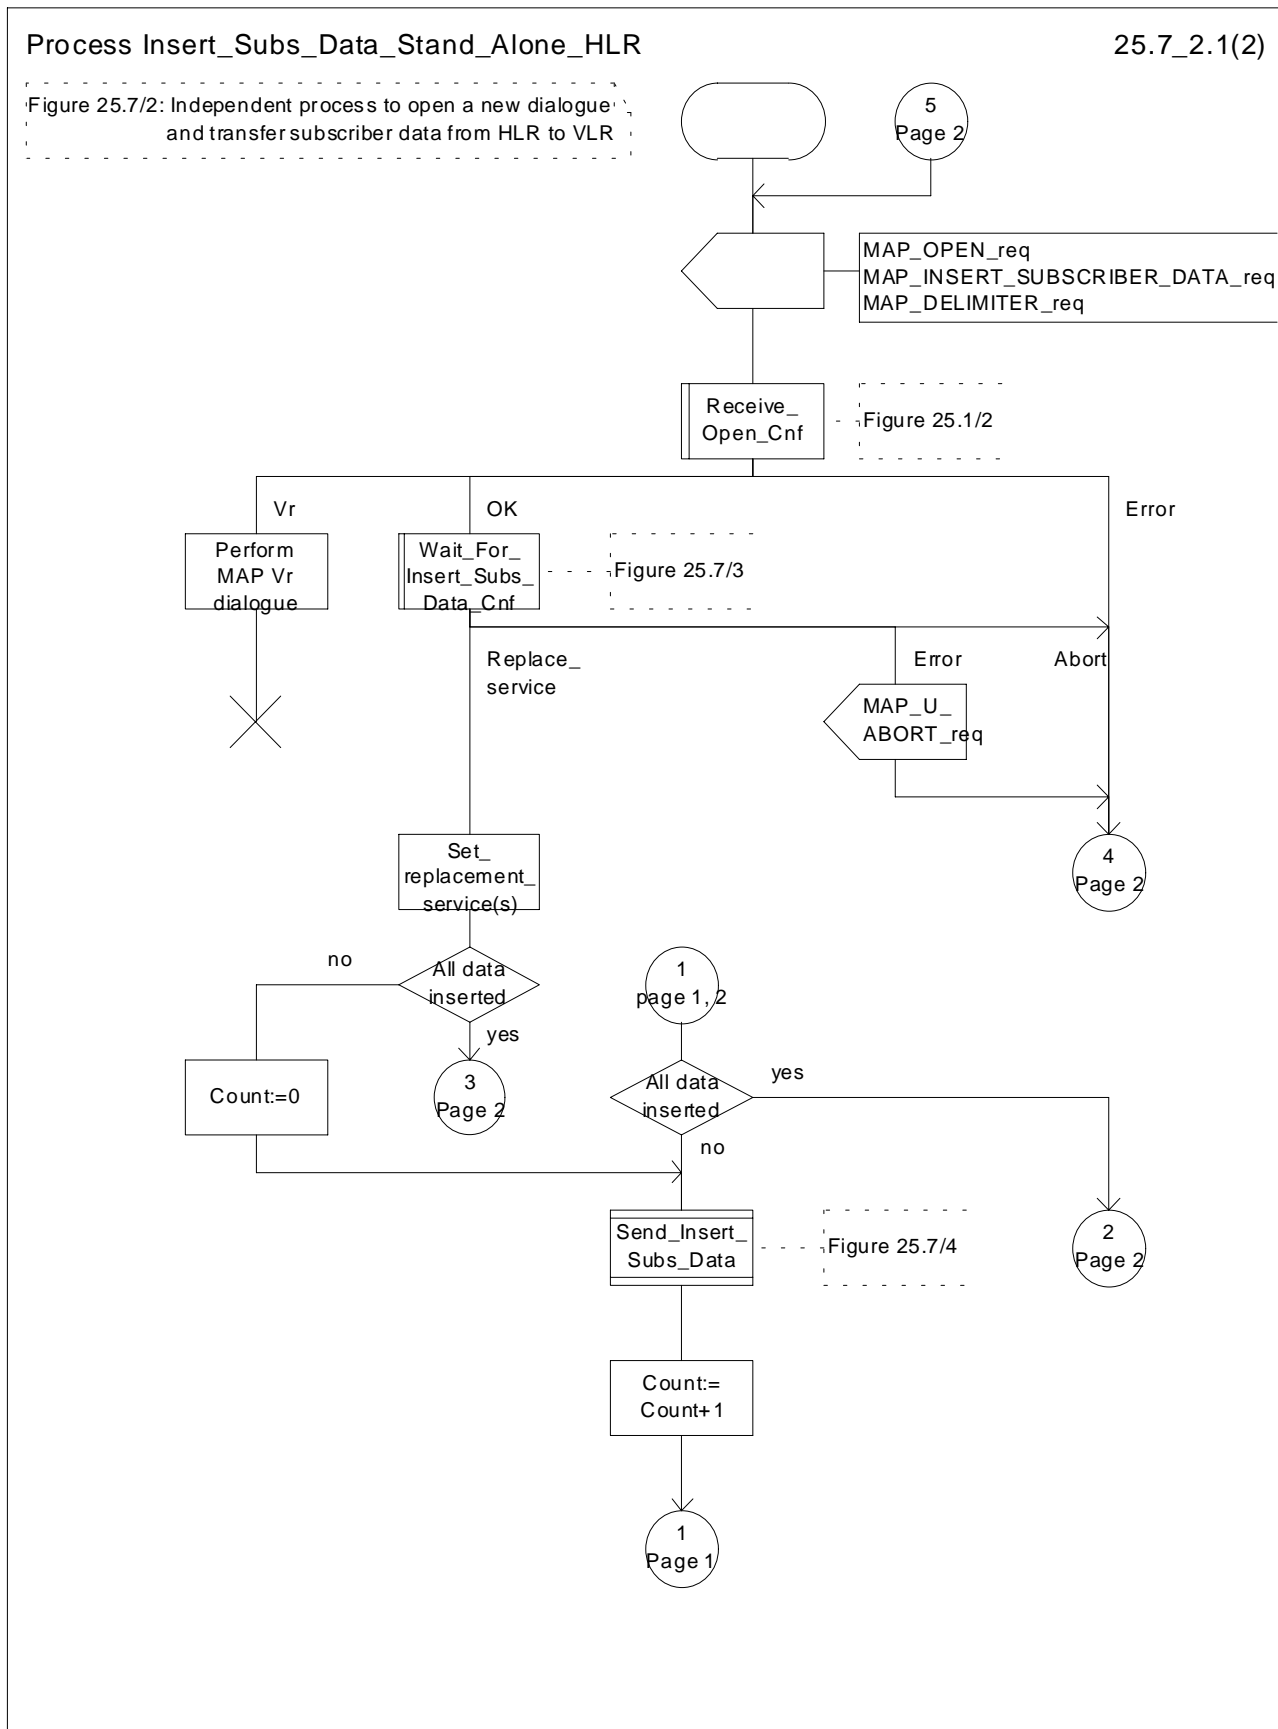 Process Insert_Subs_Data_Stand_Alone_HLR
25.7_2.1(2)
Figure 25.7/2: Independent process to open a new dialogue
and transfer subscriber data from HLR to VLR
5
Page 2
MAP_OPEN_req
MAP_INSERT_SUBSCRIBER_DATA_req
MAP_DELIMITER_req
Receive_
Open_Cnf
Figure 25.1/2
Vr
OK
Error
Perform
MAP Vr
dialogue
Wait_For_
Insert_Subs_
Data_Cnf
Figure 25.7/3
Replace_
service
Error
Abort
MAP_U_
ABORT_req
Set_
replacement_
service(s)
4
Page 2
no
All data
inserted
yes
1
page 1, 2
Count:=0
3
Page 2
All data
inserted
yes
no
Send_Insert_
Subs_Data
Figure 25.7/4
2
Page 2
Count:=
Count+1
1
Page 1